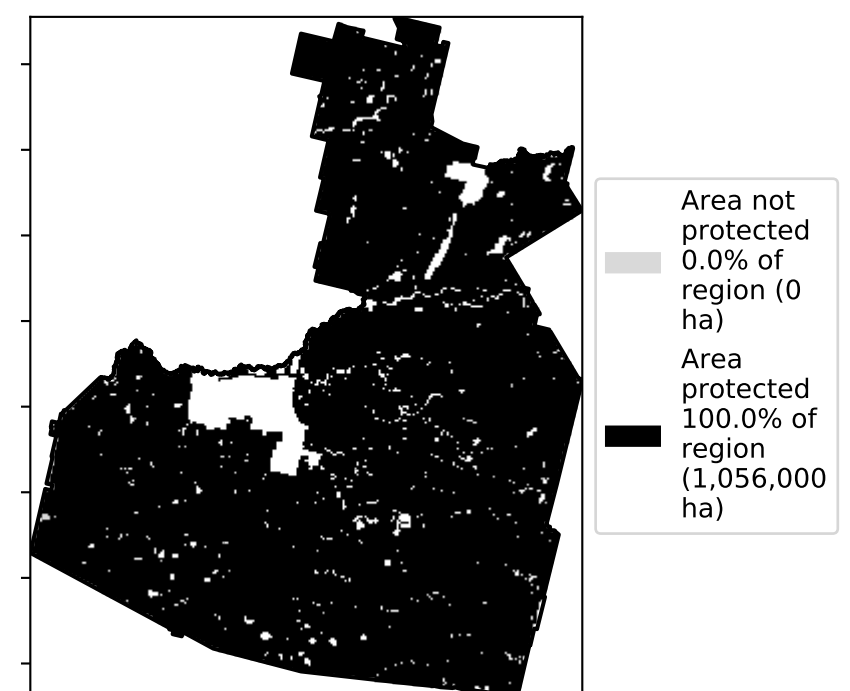 Area not
protected
0.0% of
region (0
ha)
Area
protected
100.0% of
region
(1,056,000
ha)